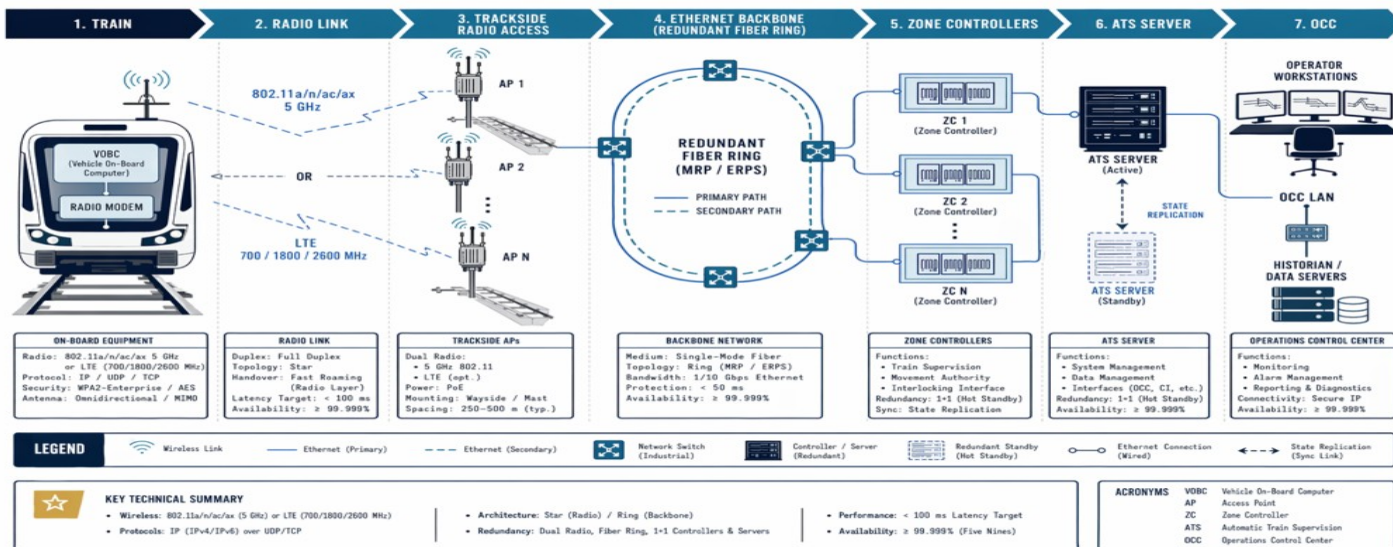 1. TRAIN
2. RADIO LINK
3. TRACKSIDE
RADIO ACCESS
4. ETHERNET BACKBONE
(REDUNDANT FIBER RING)
5. ZONE CONTROLLERS
6. ATS SERVER
7. OCC
VOBC
(Vehicle On-Board
Computer)
RADIO MODEM
802.11a/n/ac/ax
5 GHz
OR
LTE
700 / 1800 / 2600 MHz
AP 1
AP 2
AP N
REDUNDANT
FIBER RING
(MRP / ERPS)
PRIMARY PATH
SECONDARY PATH
ZC 1
(Zone Controller)
ZC 2
(Zone Controller)
ZC N
(Zone Controller)
ATS SERVER
(Active)
STATE
REPLICATION
ATS SERVER
(Standby)
OPERATOR
WORKSTATIONS
OCC LAN
HISTORIAN /
DATA SERVERS
ON-BOARD EQUIPMENT
Radio: 802.11a/n/ac/ax 5 GHz
or LTE (700/1800/2600 MHz)
Protocol: IP / UDP / TCP
Security: WPA2-Enterprise / AES
Antenna: Omnidirectional / MIMO
RADIO LINK
Duplex: Full Duplex
Topology: Star
Handover: Fast Roaming
(Radio Layer)
Latency Target: < 100 ms
Availability: ≥ 99.999%
TRACKSIDE APs
Dual Radio:
• 5 GHz 802.11
• LTE (opt.)
Power: PoE
Mounting: Wayside / Mast
Spacing: 250-500 m (typ.)
BACKBONE NETWORK
Medium: Single-Mode Fiber
Topology: Ring (MRP / ERPS)
Bandwidth: 1/10 Gbps Ethernet
Protection: < 50 ms
Availability: ≥ 99.999%
ZONE CONTROLLERS
Functions:
• Train Supervision
• Movement Authority
• Interlocking Interface
Redundancy: 1+1 (Hot Standby)
Sync: State Replication
ATS SERVER
Functions:
• System Management
• Data Management
• Interfaces (OCC, CI, etc.)
Redundancy: 1+1 (Hot Standby)
Availability: ≥ 99.999%
OPERATIONS CONTROL CENTER
Functions:
• Monitoring
• Alarm Management
• Reporting & Diagnostics
Connectivity: Secure IP
Availability: ≥ 99.999%
LEGEND
Wireless Link
Ethernet (Primary)
Ethernet (Secondary)
Network Switch
(Industrial)
Controller / Server
(Redundant)
Redundant Standby
(Hot Standby)
Ethernet Connection
(Wired)
State Replication
(Sync Link)
KEY TECHNICAL SUMMARY
• Wireless: 802.11a/n/ac/ax (5 GHz) or LTE (700/1800/2600 MHz)
• Protocols: IP (IPv4/IPv6) over UDP/TCP
• Architecture: Star (Radio) / Ring (Backbone)
• Redundancy: Dual Radio, Fiber Ring, 1+1 Controllers & Servers
• Performance: < 100 ms Latency Target
• Availability: ≥ 99.999% (Five Nines)
ACRONYMS
VOBC Vehicle On-Board Computer
AP Access Point
ZC Zone Controller
ATS Automatic Train Supervision
OCC Operations Control Center